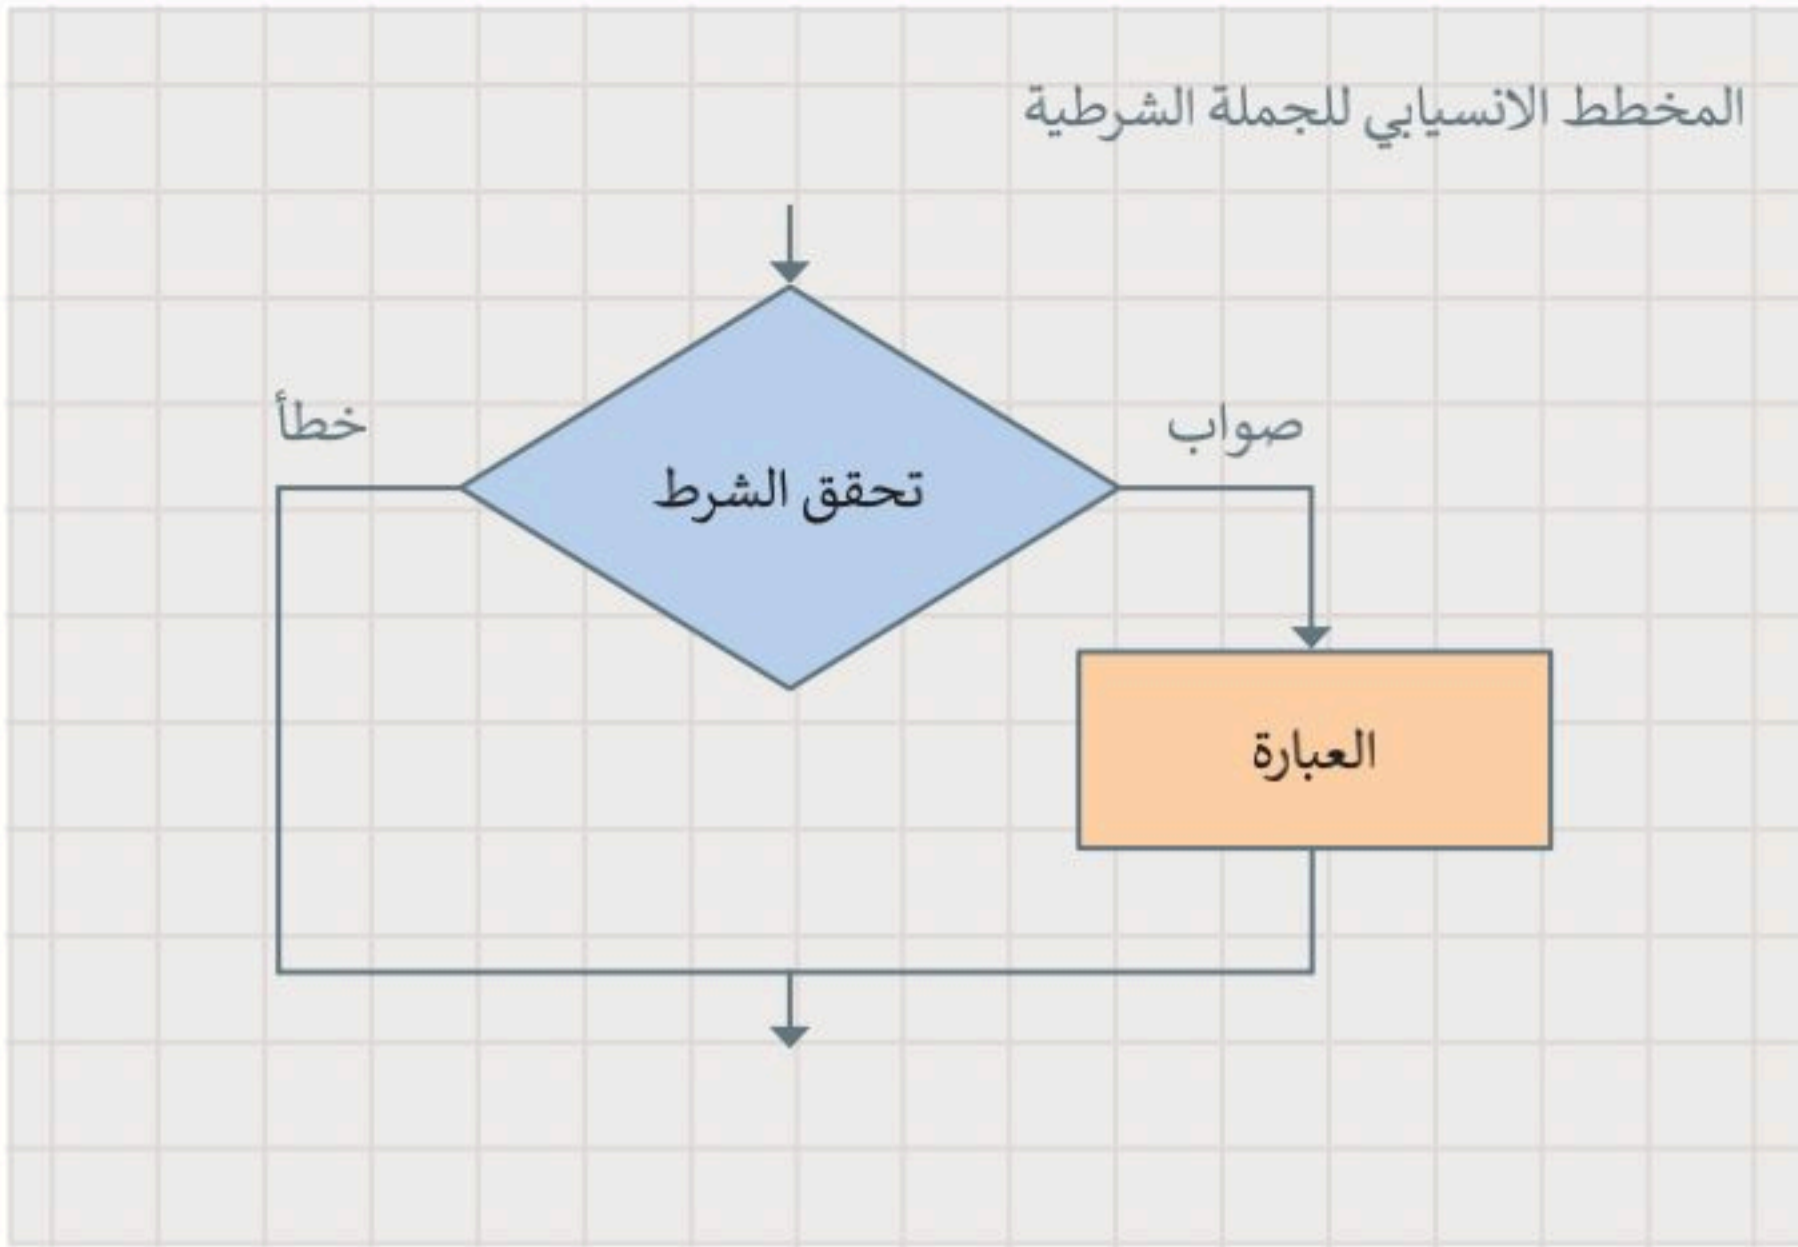 المخطط الانسيابي للجملة الشرطية
صواب
خطأ
تحقق الشرط
العبارة